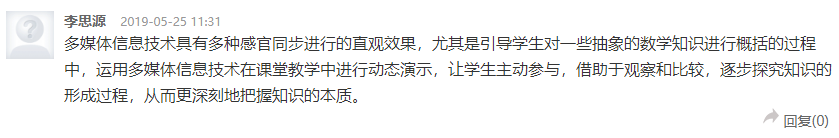 李思源 2019-05-25 11:31
多媒体信息技术具有多种感官同步进行的直观效果，尤其是引导学生对一些抽象的数学知识进行概括的过程
中，运用多媒体信息技术在课堂教学中进行动态演示，让学生主动参与，借助于观察和比较，逐步探究知识的
形成过程，从而更深刻地把握知识的本质。
回复(0)